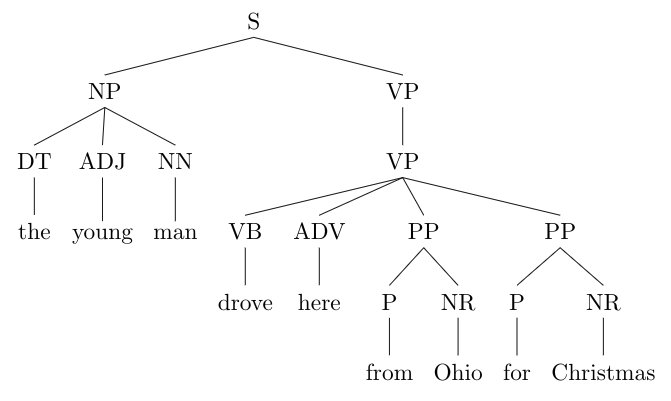 S
NP VP
DT ADJ NN VP
the young man VB ADV PP PP
drove here P NR P NR
from Ohio for Christmas